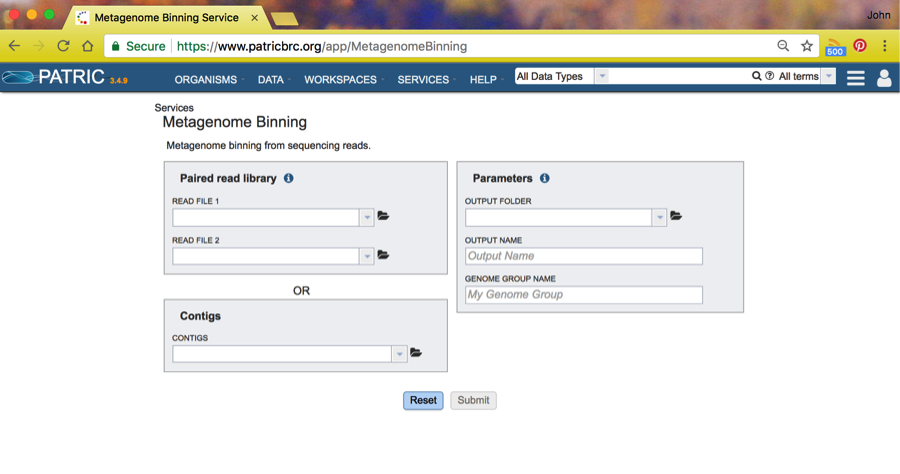 Metagenome Binning Service
John
Secure https://www.patricbrc.org/app/MetagenomeBinning
500
PATRIC 3.4.9 ORGANISMS DATA WORKSPACES SERVICES HELP All Data Types All terms
Services
Metagenome Binning
Metagenome binning from sequencing reads.
Paired read library
READ FILE 1
READ FILE 2
OR
Contigs
CONTIGS
Parameters
OUTPUT FOLDER
OUTPUT NAME
Output Name
GENOME GROUP NAME
My Genome Group
Reset Submit